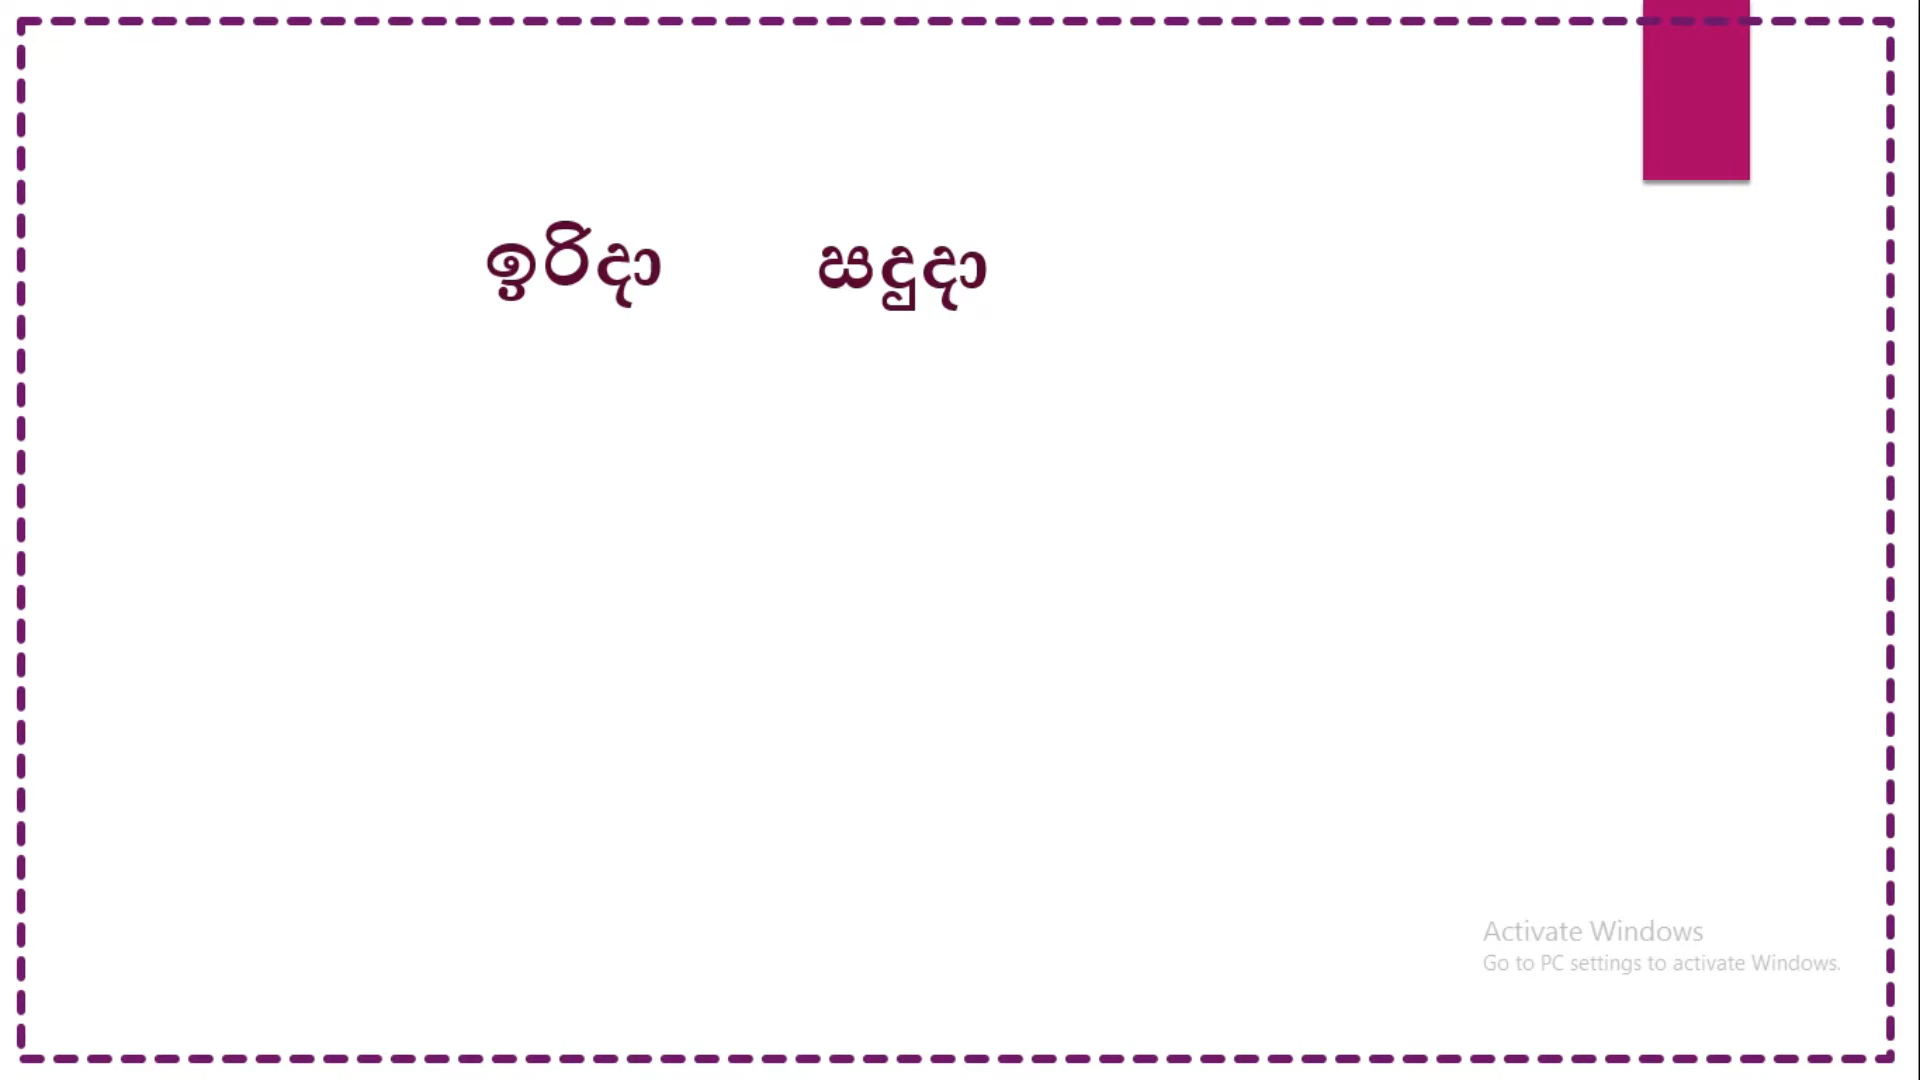 ඉරිදා සඳුදා
Activate Windows
Go to PC settings to activate Windows.